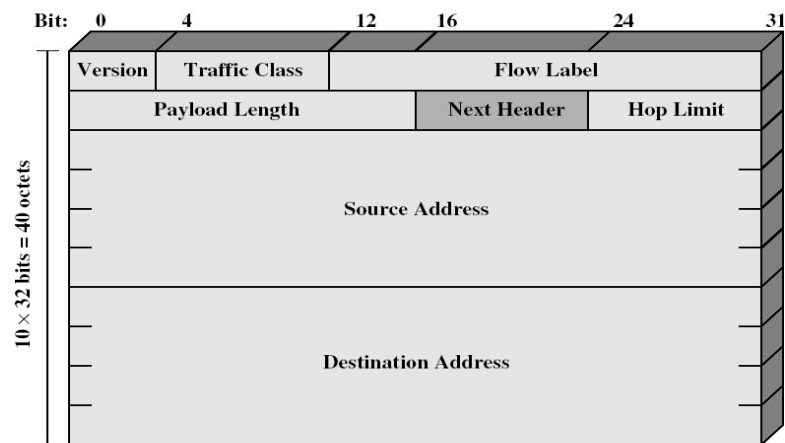 Bit: 0 4 12 16 24 31
Version Traffic Class Flow Label
Payload Length Next Header Hop Limit
Source Address
Destination Address
10 × 32 bits = 40 octets